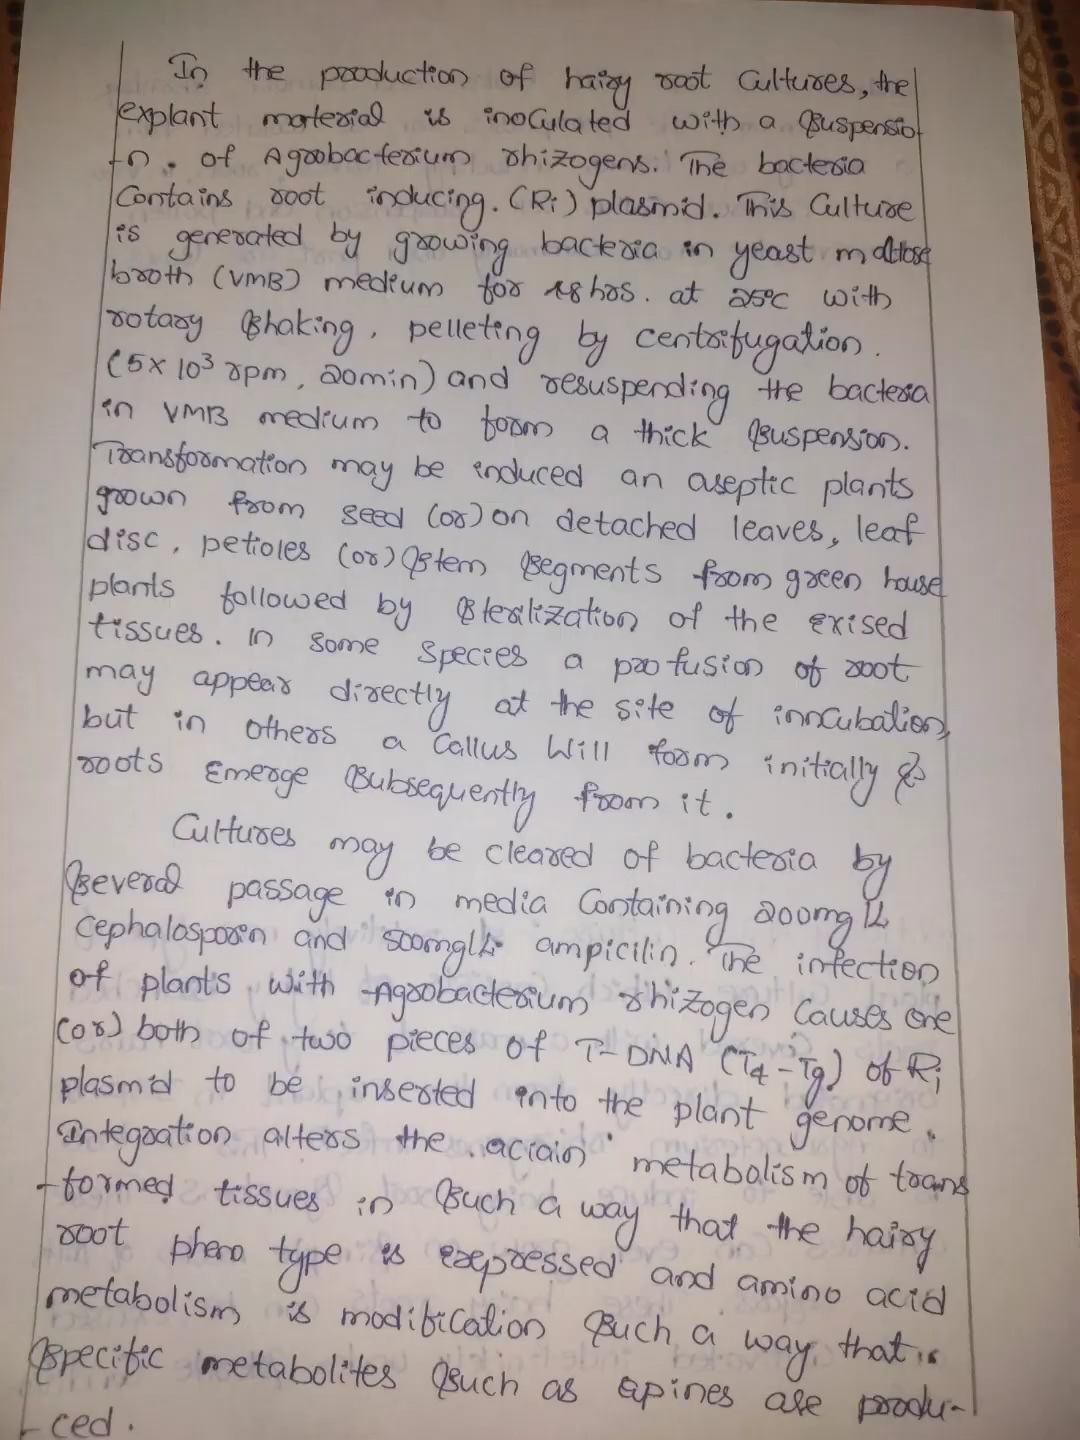 In the production of hairy root Cultures, the
explant material is inoculated with a Suspensio
-n. of Agrobacterium rhizogens. The bacteria
Contains root inducing. (Ri) plasmid. This Culture
is generated by growing bacteria in yeast maltose
broth (VMB) medium for 48 hrs. at 25°C with
rotary Shaking, pelleting by centrifugation.
(5x10³ rpm, 20min) and resuspending the bacteria
in VMB medium to form a thick Suspension.
Transformation may be induced an aseptic plants
grown from seed (or) on detached leaves, leaf
disc, petioles (or) Stem Segments from green house
plants followed by Sterlization of the exised
tissues. In some species a profusion of root
may appear directly at the site of inncubation,
but in others a Callus Will form initially &
roots Emerge Subsequently from it.
Cultures may be cleared of bacteria by
Several passage in media Containing 200mg/L
Cephalosporin and 500mg/L. ampicilin. The infection
of plants with Agrobacterium rhizogen Causes one
(or) both of two pieces of T-DNA (T4-Tg) of Ri
plasmid to be inserted into the plant genome.
Integration alters the metabolism of trans
-formed tissues in Such a way that the hairy
root pheno type is expressed and amino acid
metabolism is modification Such a way that is
Specific metabolites Such as opines are produ-
-ced.